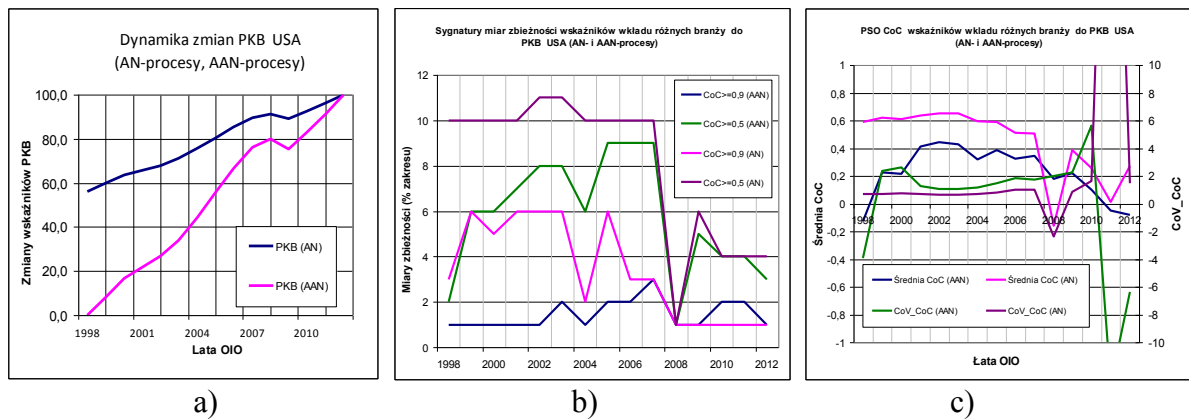 Dynamika zmian PKB USA
(AN-procesy, AAN-procesy)
Zmiany wskaźników PKB
100,0
80,0
60,0
40,0
20,0
0,0
1998 2001 2004 2007 2010
PKB (AN)
PKB (AAN)
Lata OIO
a)
Sygnatury miar zbieżności wskaźników wkładu różnych branży do
PKB USA (AN- i AAN-procesy)
Miary zbieżności (% zakresu)
12
10
8
6
4
2
0
1998 2000 2002 2004 2006 2008 2010 2012
CoC>=0,9 (AAN)
CoC>=0,5 (AAN)
CoC>=0,9 (AN)
CoC>=0,5 (AN)
b)
PSO CoC wskaźników wkładu różnych branży do PKB USA
(AN- i AAN-procesy)
Średnia CoC
1
0,8
0,6
0,4
0,2
0
-0,2
-0,4
-0,6
-0,8
-1
1998 2000 2002 2004 2006 2008 2010 2012
10
8
6
4
2
0
-2
-4
-6
-8
-10
CoV_CoC
Średnia CoC (AAN)
Średnia CoC (AN)
CoV_CoC (AAN)
CoV_CoC (AN)
Łata OIO
c)